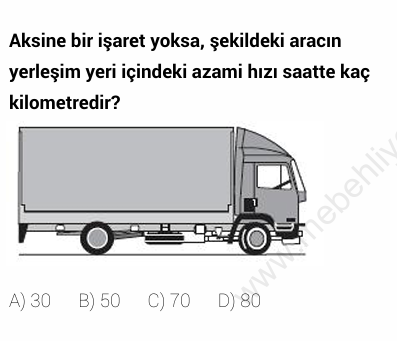 Aksine bir işaret yoksa, şekildeki aracın
yerleşim yeri içindeki azami hızı saatte kaç
kilometredir?
www.mebehliy
A) 30 B) 50 C) 70 D) 80